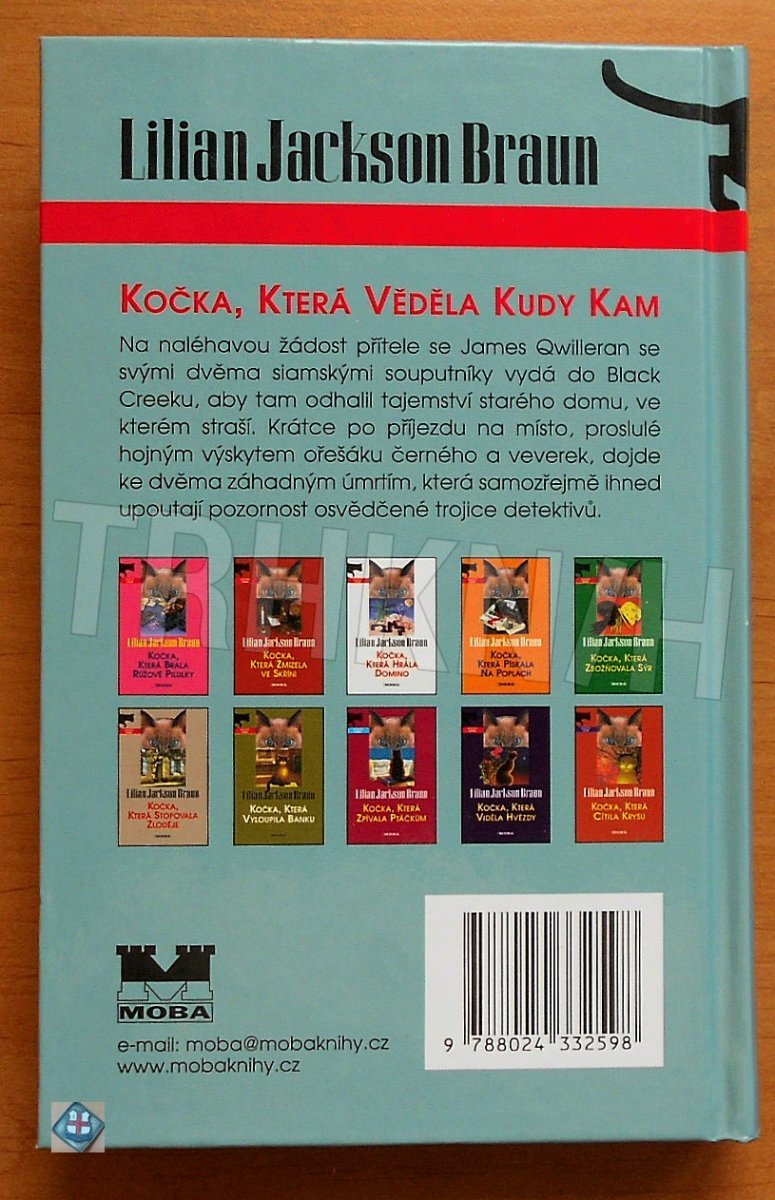 Lilian Jackson Braun
Kočka, Která Věděla Kudy Kam
Na naléhavou žádost přítele se James Qwilleran se
svými dvěma siamskými souputníky vydá do Black
Creeku, aby tam odhalil tajemství starého domu, ve
kterém straší. Krátce po příjezdu na místo, proslulé
hojným výskytem ořešáku černého a veverek, dojde
ke dvěma záhadným úmrtím, která samozřejmě ihned
upoutají pozornost osvědčené trojice detektivů.
TRHKNIH
Lilian Jackson Braun
Kočka,
Která Brala
Růžové Pilulky
Lilian Jackson Braun
Kočka,
Která Zmizela
ve Skříni
Lilian Jackson Braun
Kočka,
Která Hrála
Domino
Lilian Jackson Braun
Kočka,
Která Pískala
na Poplach
Lilian Jackson Braun
Kočka, Která
Zbožňovala Sýr
Lilian Jackson Braun
Kočka,
Která Stopovala
Zloděje
Lilian Jackson Braun
Kočka, Která
Vyloupila Banku
Lilian Jackson Braun
Kočka, Která
Zpívala Ptáčkům
Lilian Jackson Braun
Kočka, Která
Viděla Hvězdy
Lilian Jackson Braun
Kočka, Která
Cítila Krysu
MOBA
e-mail: moba@mobaknihy.cz
www.mobaknihy.cz
9 788024 332598